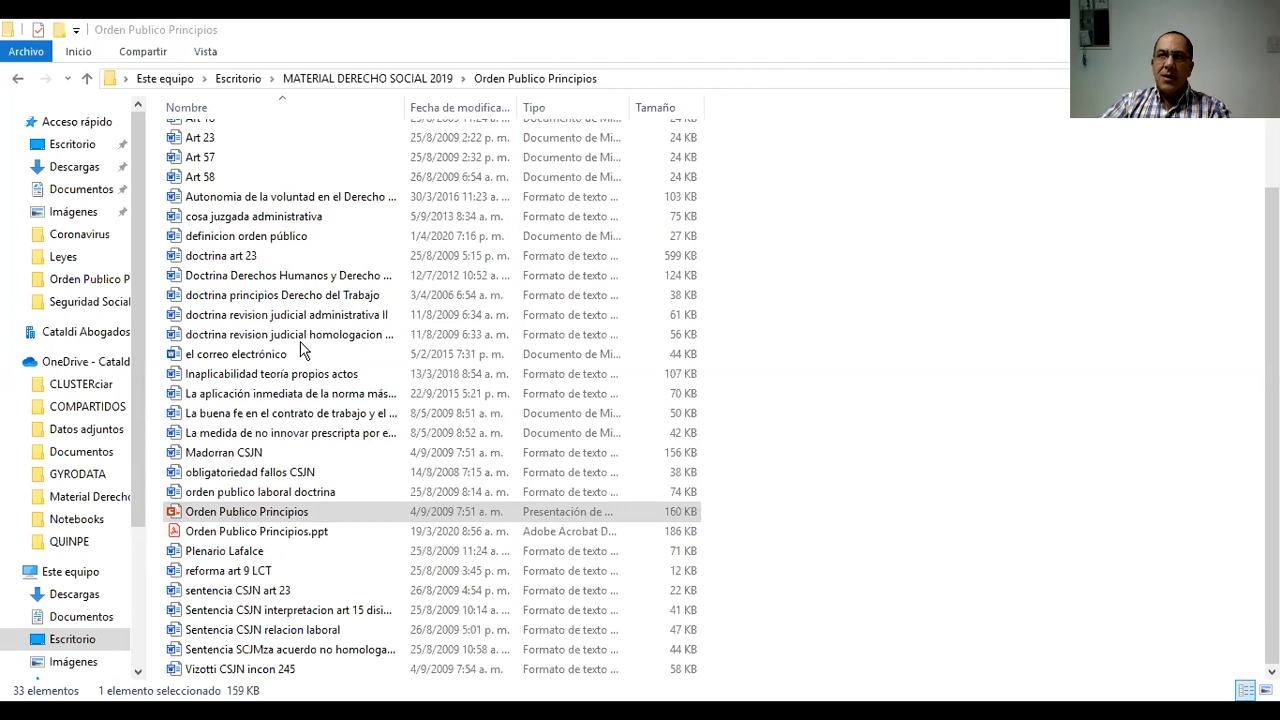 Orden Publico Principios
Archivo Inicio Compartir Vista
Este equipo Escritorio MATERIAL DERECHO SOCIAL 2019 Orden Publico Principios
Nombre Fecha de modifica... Tipo Tamaño
Art 23 25/8/2009 2:22 p. m. Documento de Mi... 24 KB
Art 57 25/8/2009 2:32 p. m. Documento de Mi... 24 KB
Art 58 26/8/2009 6:54 a. m. Documento de Mi... 24 KB
Autonomia de la voluntad en el Derecho ... 30/3/2016 11:23 a. ... Formato de texto ... 103 KB
cosa juzgada administrativa 5/9/2013 8:34 a. m. Formato de texto ... 75 KB
definicion orden público 1/4/2020 7:16 p. m. Documento de Mi... 27 KB
doctrina art 23 25/8/2009 5:15 p. m. Formato de texto ... 599 KB
Doctrina Derechos Humanos y Derecho ... 12/7/2012 10:52 a. ... Formato de texto ... 124 KB
doctrina principios Derecho del Trabajo 3/4/2006 6:54 a. m. Formato de texto ... 38 KB
doctrina revision judicial administrativa II 11/8/2009 6:34 a. m. Formato de texto ... 61 KB
doctrina revision judicial homologacion ... 11/8/2009 6:33 a. m. Formato de texto ... 56 KB
el correo electrónico 5/2/2015 7:31 p. m. Documento de Mi... 44 KB
Inaplicabilidad teoría propios actos 13/3/2018 8:54 a. m. Formato de texto ... 107 KB
La aplicación inmediata de la norma más... 22/9/2015 5:21 p. m. Formato de texto ... 70 KB
La buena fe en el contrato de trabajo y el ... 8/5/2009 8:51 a. m. Documento de Mi... 50 KB
La medida de no innovar prescripta por e... 8/5/2009 8:52 a. m. Documento de Mi... 42 KB
Madorran CSJN 4/9/2009 7:51 a. m. Formato de texto ... 156 KB
obligatoriedad fallos CSJN 14/8/2008 7:15 a. m. Formato de texto ... 38 KB
orden publico laboral doctrina 25/8/2009 8:14 a. m. Formato de texto ... 74 KB
Orden Publico Principios 4/9/2009 7:51 a. m. Presentación de ... 160 KB
Orden Publico Principios.ppt 19/3/2020 8:56 a. m. Adobe Acrobat D... 186 KB
Plenario Lafalce 25/8/2009 11:24 a. ... Formato de texto ... 71 KB
reforma art 9 LCT 25/8/2009 3:45 p. m. Formato de texto ... 12 KB
sentencia CSJN art 23 26/8/2009 4:54 p. m. Formato de texto ... 62 KB
Sentencia CSJN interpretacion art 15 disi... 25/8/2009 10:14 a. ... Formato de texto ... 41 KB
Sentencia CSJN relacion laboral 26/8/2009 5:01 p. m. Formato de texto ... 47 KB
Sentencia SCJMza acuerdo no homologa... 25/8/2009 10:58 a. ... Formato de texto ... 44 KB
Vizotti CSJN incon 245 4/9/2009 7:54 a. m. Formato de texto ... 58 KB
Acceso rápido
Escritorio
Descargas
Documentos
Imágenes
Coronavirus
Leyes
Orden Publico P
Seguridad Social
Cataldi Abogados
OneDrive - Catald
CLUSTERciar
COMPARTIDOS
Datos adjuntos
Documentos
GYRODATA
Material Derecho
Notebooks
QUINPE
Este equipo
Descargas
Documentos
Escritorio
Imágenes
33 elementos 1 elemento seleccionado 159 KB